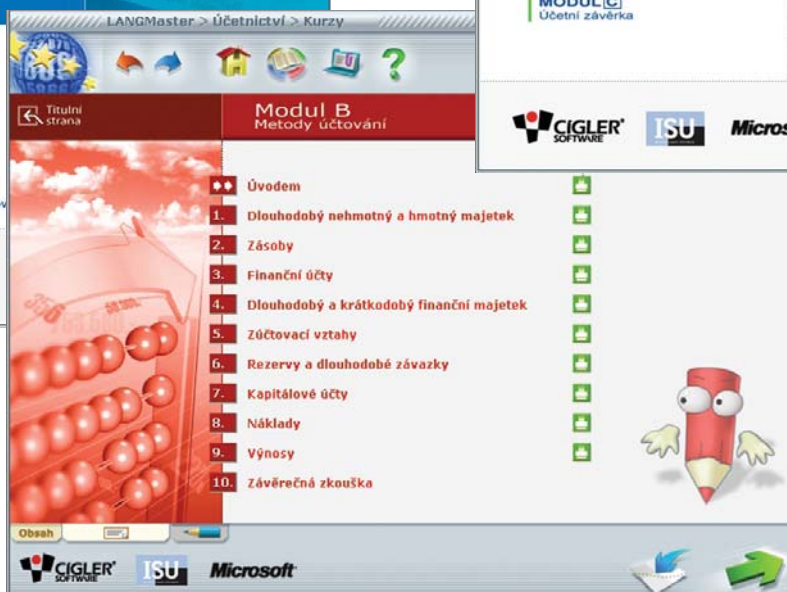 MODUL C
Účetní závěrka
LANGMaster > Účetnictví > Kurzy
Titulní
strana
Modul B
Metody účtování
CIGLER
SOFTWARE
ISU
Úvodem
1. Dlouhodobý nehmotný a hmotný majetek
2. Zásoby
3. Finanční účty
4. Dlouhodobý a krátkodobý finanční majetek
5. Zúčtovací vztahy
6. Rezervy a dlouhodobé závazky
7. Kapitálové účty
8. Náklady
9. Výnosy
10. Závěrečná zkouška
Obsah
CIGLER
SOFTWARE
ISU
Microsoft